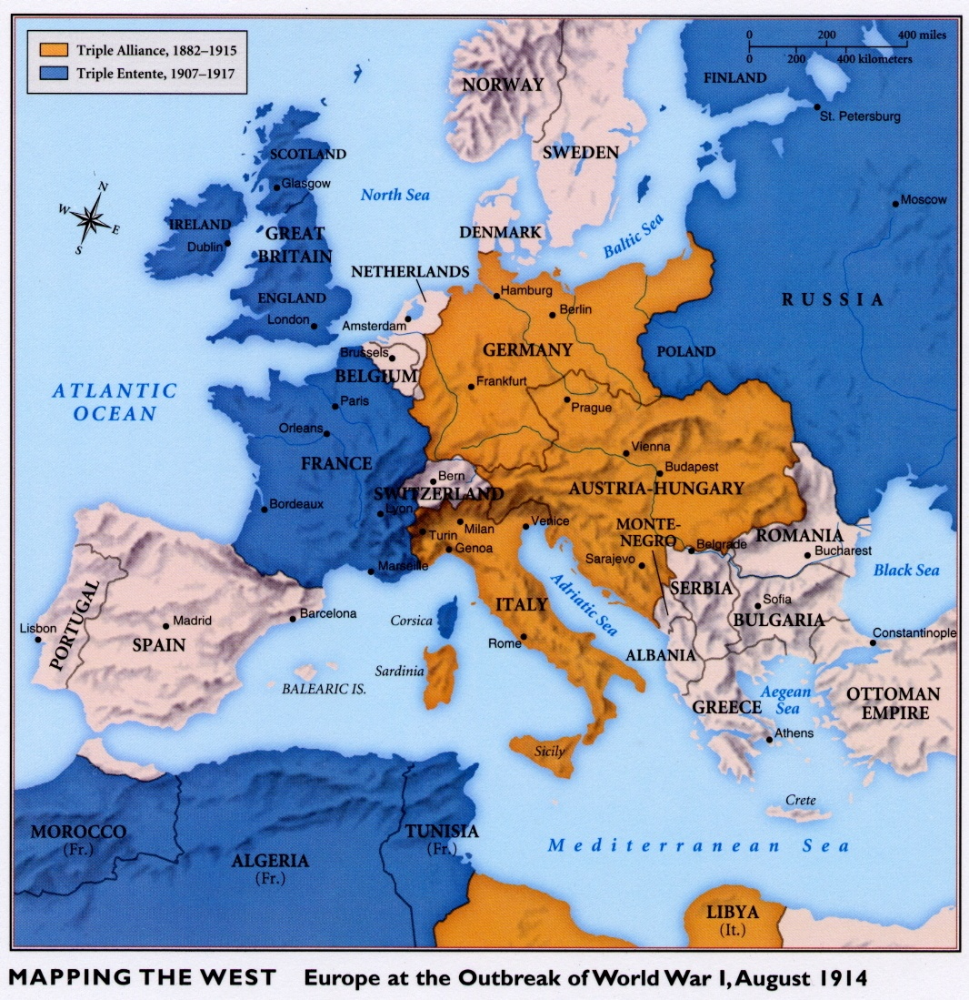 Triple Alliance, 1882–1915
Triple Entente, 1907–1917
0 200 400 miles
0 200 400 kilometers
NORWAY
FINLAND
St. Petersburg
SWEDEN
SCOTLAND
Glasgow
North Sea
Moscow
N
W
E
S
IRELAND
Dublin
GREAT
BRITAIN
DENMARK
Baltic Sea
NETHERLANDS
ENGLAND
London
Amsterdam
Hamburg
Berlin
RUSSIA
Brussels
BELGIUM
GERMANY
POLAND
ATLANTIC
OCEAN
Paris
Frankfurt
Prague
Orleans
FRANCE
Vienna
Budapest
Bern
SWITZERLAND
AUSTRIA-HUNGARY
Bordeaux
Lyon
Turin
Milan
Genoa
Venice
MONTE-
NEGRO
Belgrade
ROMANIA
Bucharest
Sarajevo
Marseille
Black Sea
PORTUGAL
Lisbon
Madrid
SPAIN
Barcelona
Corsica
ITALY
Adriatic Sea
SERBIA
Sofia
BULGARIA
Constantinople
Rome
Sardinia
ALBANIA
BALEARIC IS.
GREECE
Aegean
Sea
OTTOMAN
EMPIRE
Athens
Sicily
Crete
MOROCCO
(Fr.)
ALGERIA
(Fr.)
TUNISIA
(Fr.)
Mediterranean Sea
LIBYA
(It.)
MAPPING THE WEST Europe at the Outbreak of World War I, August 1914